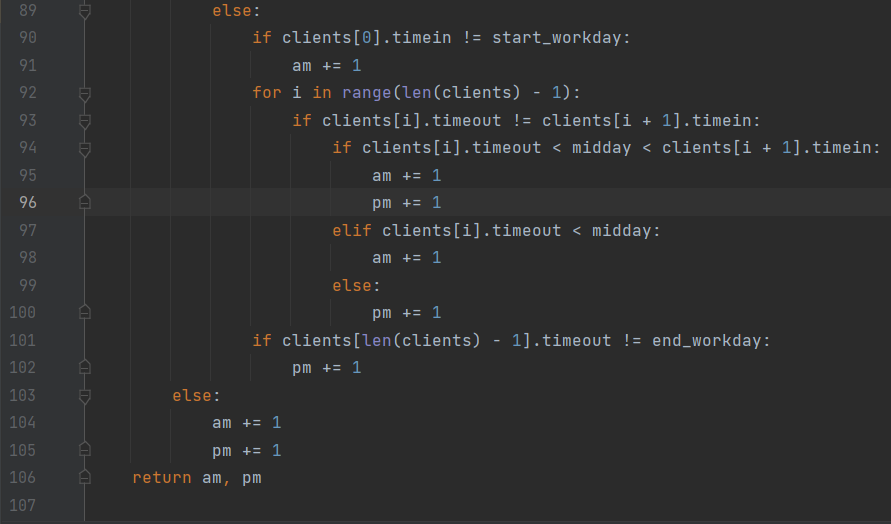 89 else:
90 if clients[0].timein != start_workday:
91 am += 1
92 for i in range(len(clients) - 1):
93 if clients[i].timeout != clients[i + 1].timein:
94 if clients[i].timeout < midday < clients[i + 1].timein:
95 am += 1
96 pm += 1
97 elif clients[i].timeout < midday:
98 am += 1
99 else:
100 pm += 1
101 if clients[len(clients) - 1].timeout != end_workday:
102 pm += 1
103 else:
104 am += 1
105 pm += 1
106 return am, pm
107